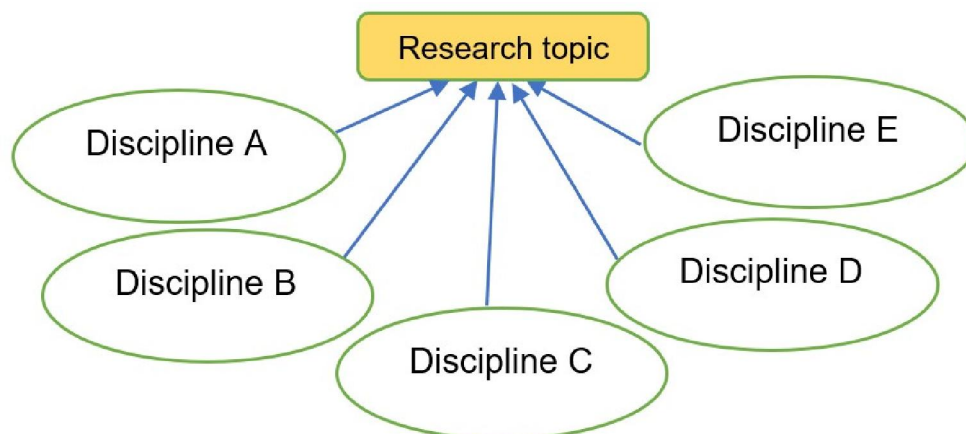 Research topic
Discipline A
Discipline E
Discipline B
Discipline D
Discipline C